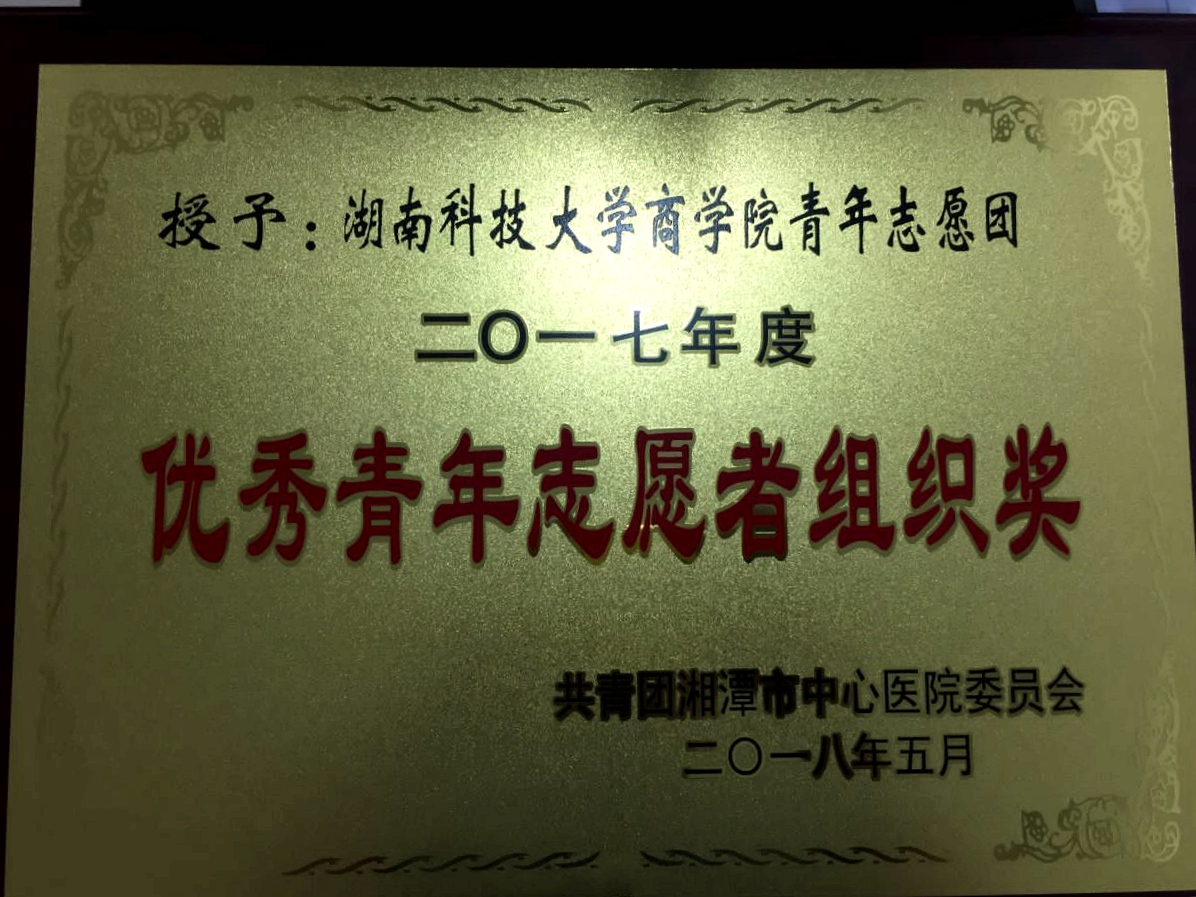 授予：湖南科技大学商学院青年志愿团
二〇一七年度
优秀青年志愿者组织奖
共青团湘潭市中心医院委员会
二〇一八年五月